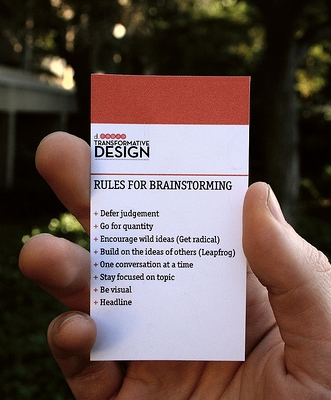 d.
TRANSFORMATIVE
DESIGN
RULES FOR BRAINSTORMING
+ Defer judgement
+ Go for quantity
+ Encourage wild ideas (Get radical)
+ Build on the ideas of others (Leapfrog)
+ One conversation at a time
+ Stay focused on topic
+ Be visual
+ Headline